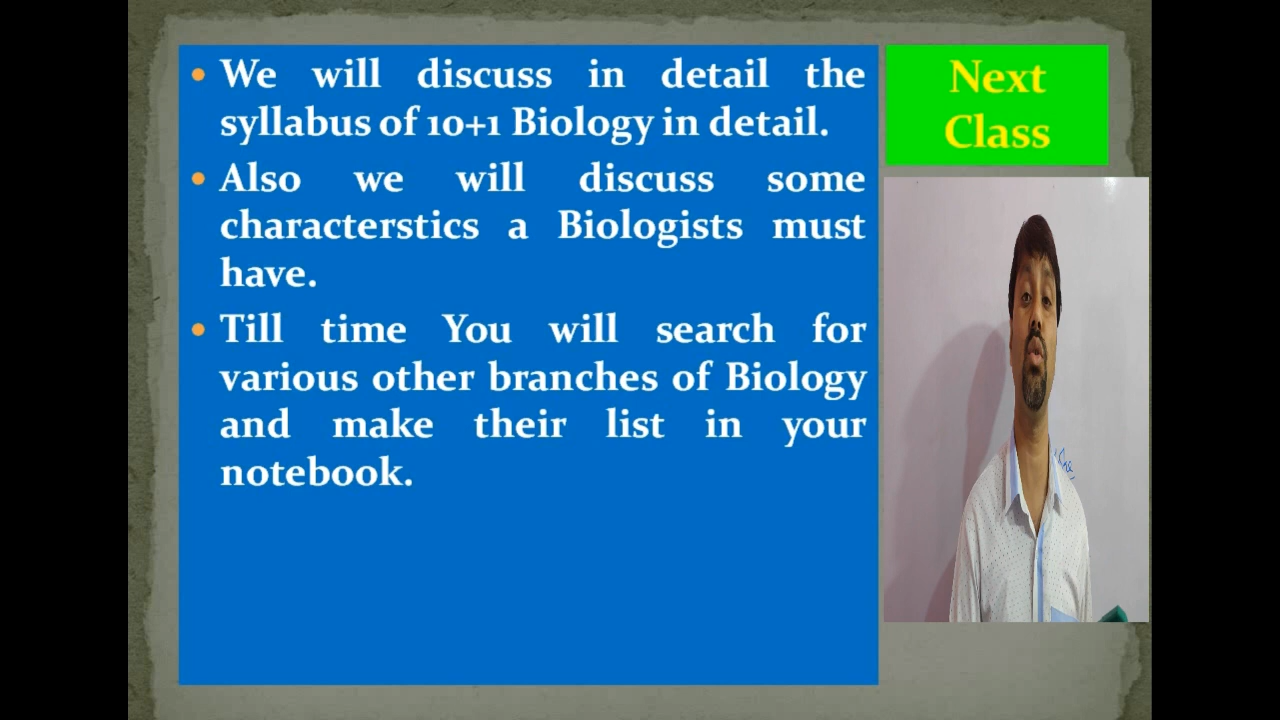 We will discuss in detail the
syllabus of 10+1 Biology in detail.
Also we will discuss some
characterstics a Biologists must
have.
Till time You will search for
various other branches of Biology
and make their list in your
notebook.
Next
Class